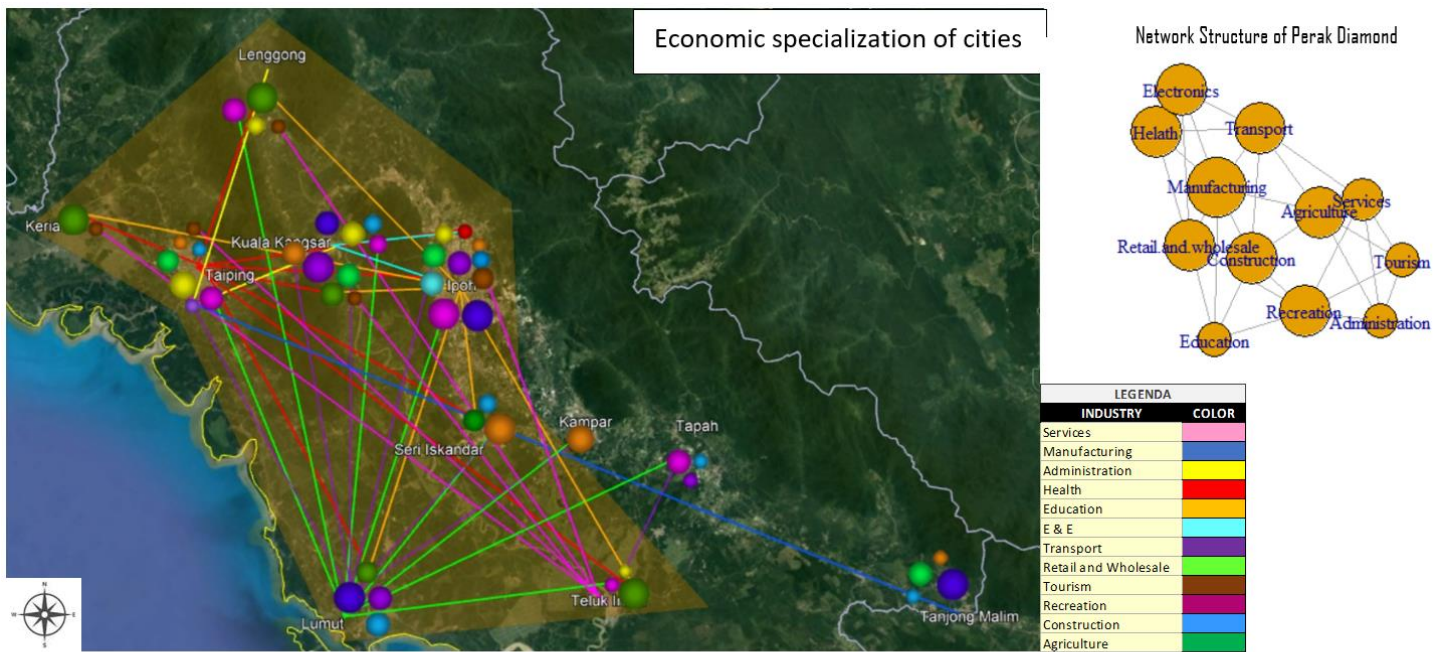 Economic specialization of cities
Lenggong
Keria
Kuala Kangsar
Taiping
Ipoh
Kampar
Tapah
Seri Iskandar
Lumut
Teluk I
Tanjong Malim
N
W
E
S
Network Structure of Perak Diamond
Electronics
Helath
Transport
Manufacturing
Services
Agriculture
Retail and wholesale
Construction
Tourism
Recreation
Administration
Education
LEGENDA
INDUSTRY COLOR
Services
Manufacturing
Administration
Health
Education
E & E
Transport
Retail and Wholesale
Tourism
Recreation
Construction
Agriculture